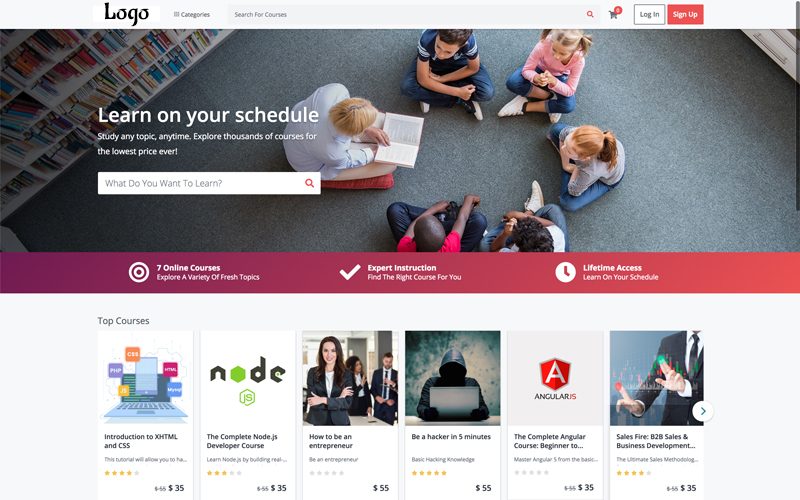 Logo
Categories
Search For Courses
0
Log In
Sign Up
Learn on your schedule
Study any topic, anytime. Explore thousands of courses for
the lowest price ever!
What Do You Want To Learn?
7 Online Courses
Explore A Variety Of Fresh Topics
Expert Instruction
Find The Right Course For You
Lifetime Access
Learn On Your Schedule
Top Courses
CSS
PHP
HTML
JS
Mysql
node
JS
A
ANGULARJS
Introduction to XHTML
and CSS
This tutorial will allow you to ha...
$ 55 $ 35
The Complete Node.js
Developer Course
Learn Node.js by building real-...
$ 55 $ 35
How to be an
entrepreneur
Be an entrepreneur
$ 55
Be a hacker in 5 minutes
Basic Hacking Knowledge
$ 55
The Complete Angular
Course: Beginner to...
Master Angular 5 from the basic...
$ 55 $ 35
Sales Fire: B2B Sales &
Business Development...
The Ultimate Sales Methodolog...
$ 55 $ 35